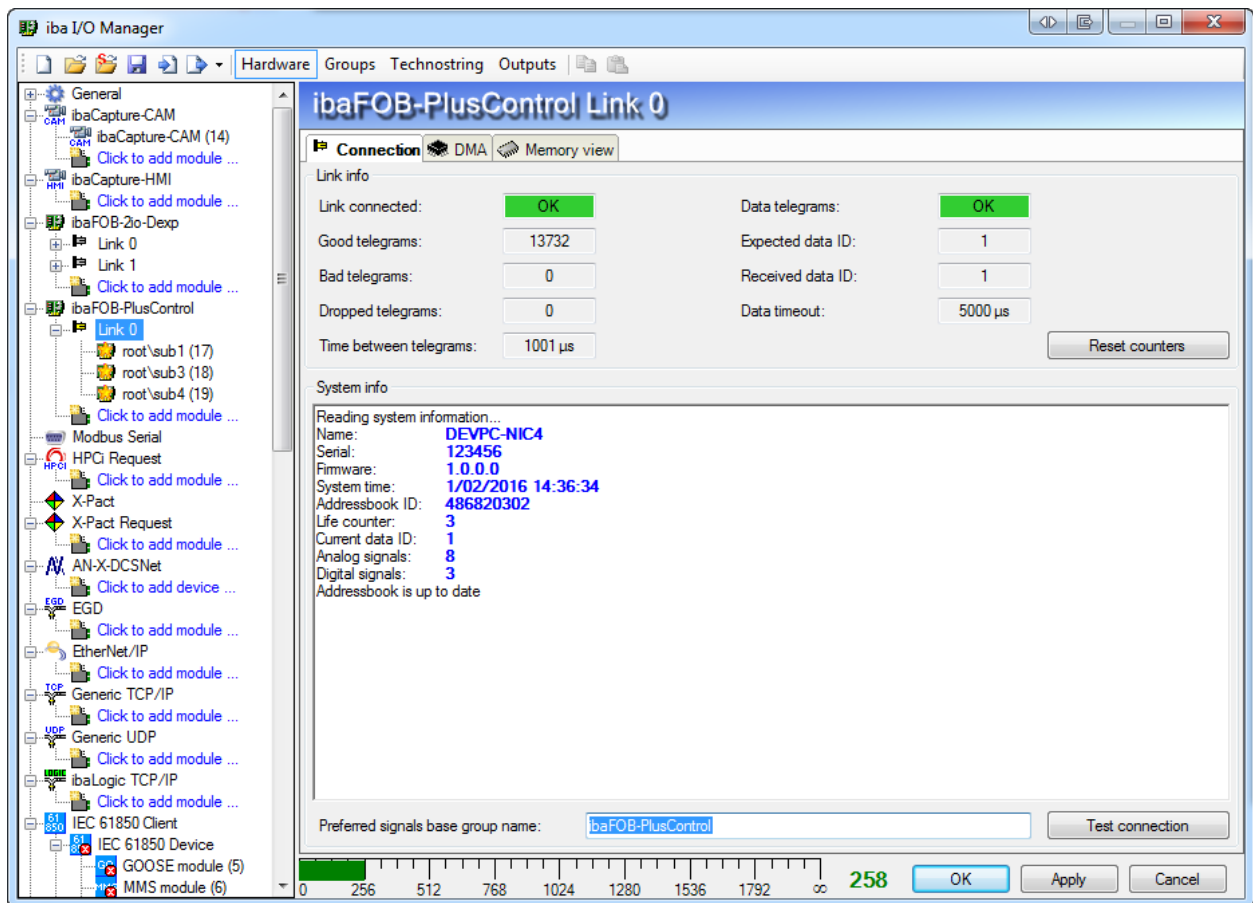 iba I/O Manager
Hardware Groups Technostring Outputs
General
ibaCapture-CAM
ibaCapture-CAM (14)
Click to add module ...
ibaCapture-HMI
Click to add module ...
ibaFOB-2io-Dexp
Link 0
Link 1
Click to add module ...
ibaFOB-PlusControl
Link 0
root\sub1 (17)
root\sub3 (18)
root\sub4 (19)
Click to add module ...
Modbus Serial
HPCi Request
Click to add module ...
X-Pact
X-Pact Request
Click to add module ...
AN-X-DCSNet
Click to add device ...
EGD
Click to add module ...
EtherNet/IP
Click to add module ...
Generic TCP/IP
Click to add module ...
Generic UDP
Click to add module ...
ibaLogic TCP/IP
Click to add module ...
IEC 61850 Client
IEC 61850 Device
GOOSE module (5)
MMS module (6)
ibaFOB-PlusControl Link 0
Connection DMA Memory view
Link info
Link connected: OK Data telegrams: OK
Good telegrams: 13732 Expected data ID: 1
Bad telegrams: 0 Received data ID: 1
Dropped telegrams: 0 Data timeout: 5000 µs
Time between telegrams: 1001 µs Reset counters
System info
Reading system information...
Name: DEVPC-NIC4
Serial: 123456
Firmware: 1.0.0.0
System time: 1/02/2016 14:36:34
Addressbook ID: 486820302
Life counter: 3
Current data ID: 1
Analog signals: 8
Digital signals: 3
Addressbook is up to date
Preferred signals base group name: ibaFOB-PlusControl Test connection
0 256 512 768 1024 1280 1536 1792 ∞ 258 OK Apply Cancel